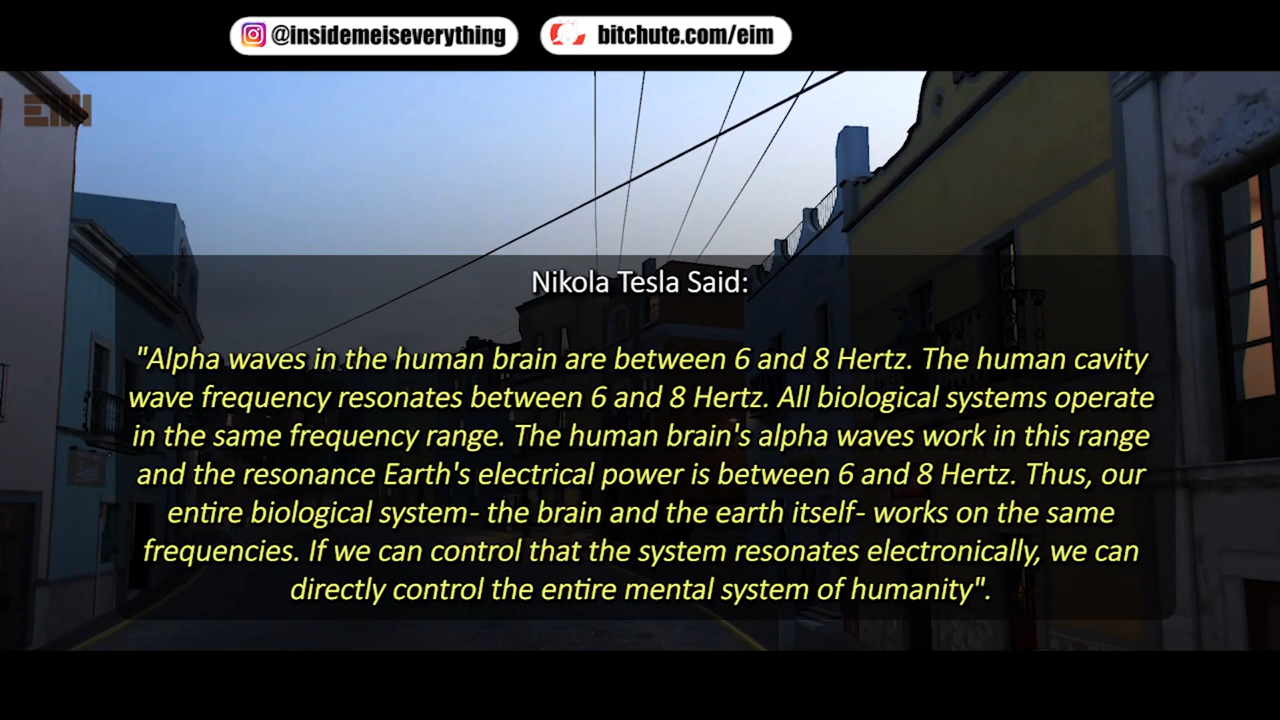 @insidemeiseverything
bitchute.com/eim
EIM
Nikola Tesla Said:
"Alpha waves in the human brain are between 6 and 8 Hertz. The human cavity
wave frequency resonates between 6 and 8 Hertz. All biological systems operate
in the same frequency range. The human brain's alpha waves work in this range
and the resonance Earth's electrical power is between 6 and 8 Hertz. Thus, our
entire biological system- the brain and the earth itself- works on the same
frequencies. If we can control that the system resonates electronically, we can
directly control the entire mental system of humanity".